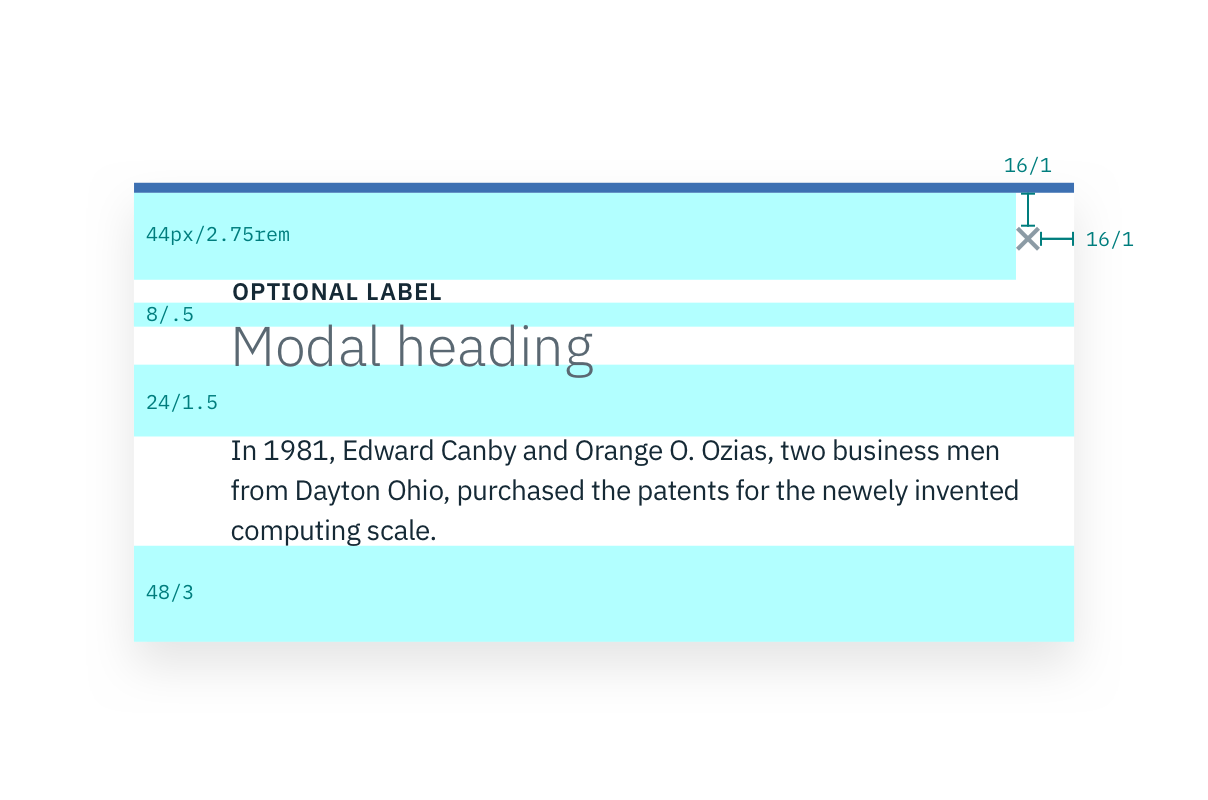 16/1
44px/2.75rem
16/1
OPTIONAL LABEL
8/.5
Modal heading
24/1.5
In 1981, Edward Canby and Orange O. Ozias, two business men
from Dayton Ohio, purchased the patents for the newely invented
computing scale.
48/3